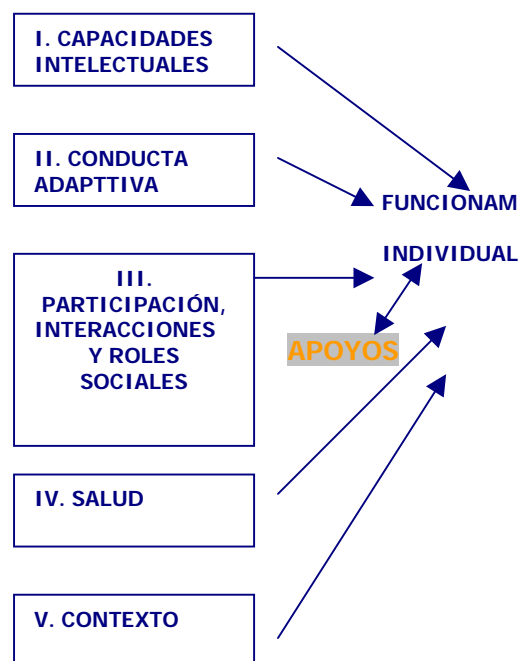 I. CAPACIDADES
INTELECTUALES
II. CONDUCTA
ADAPTTIVA
FUNCIONAM
INDIVIDUAL
III.
PARTICIPACIÓN,
INTERACCIONES
Y ROLES
SOCIALES
APOYOS
IV. SALUD
V. CONTEXTO